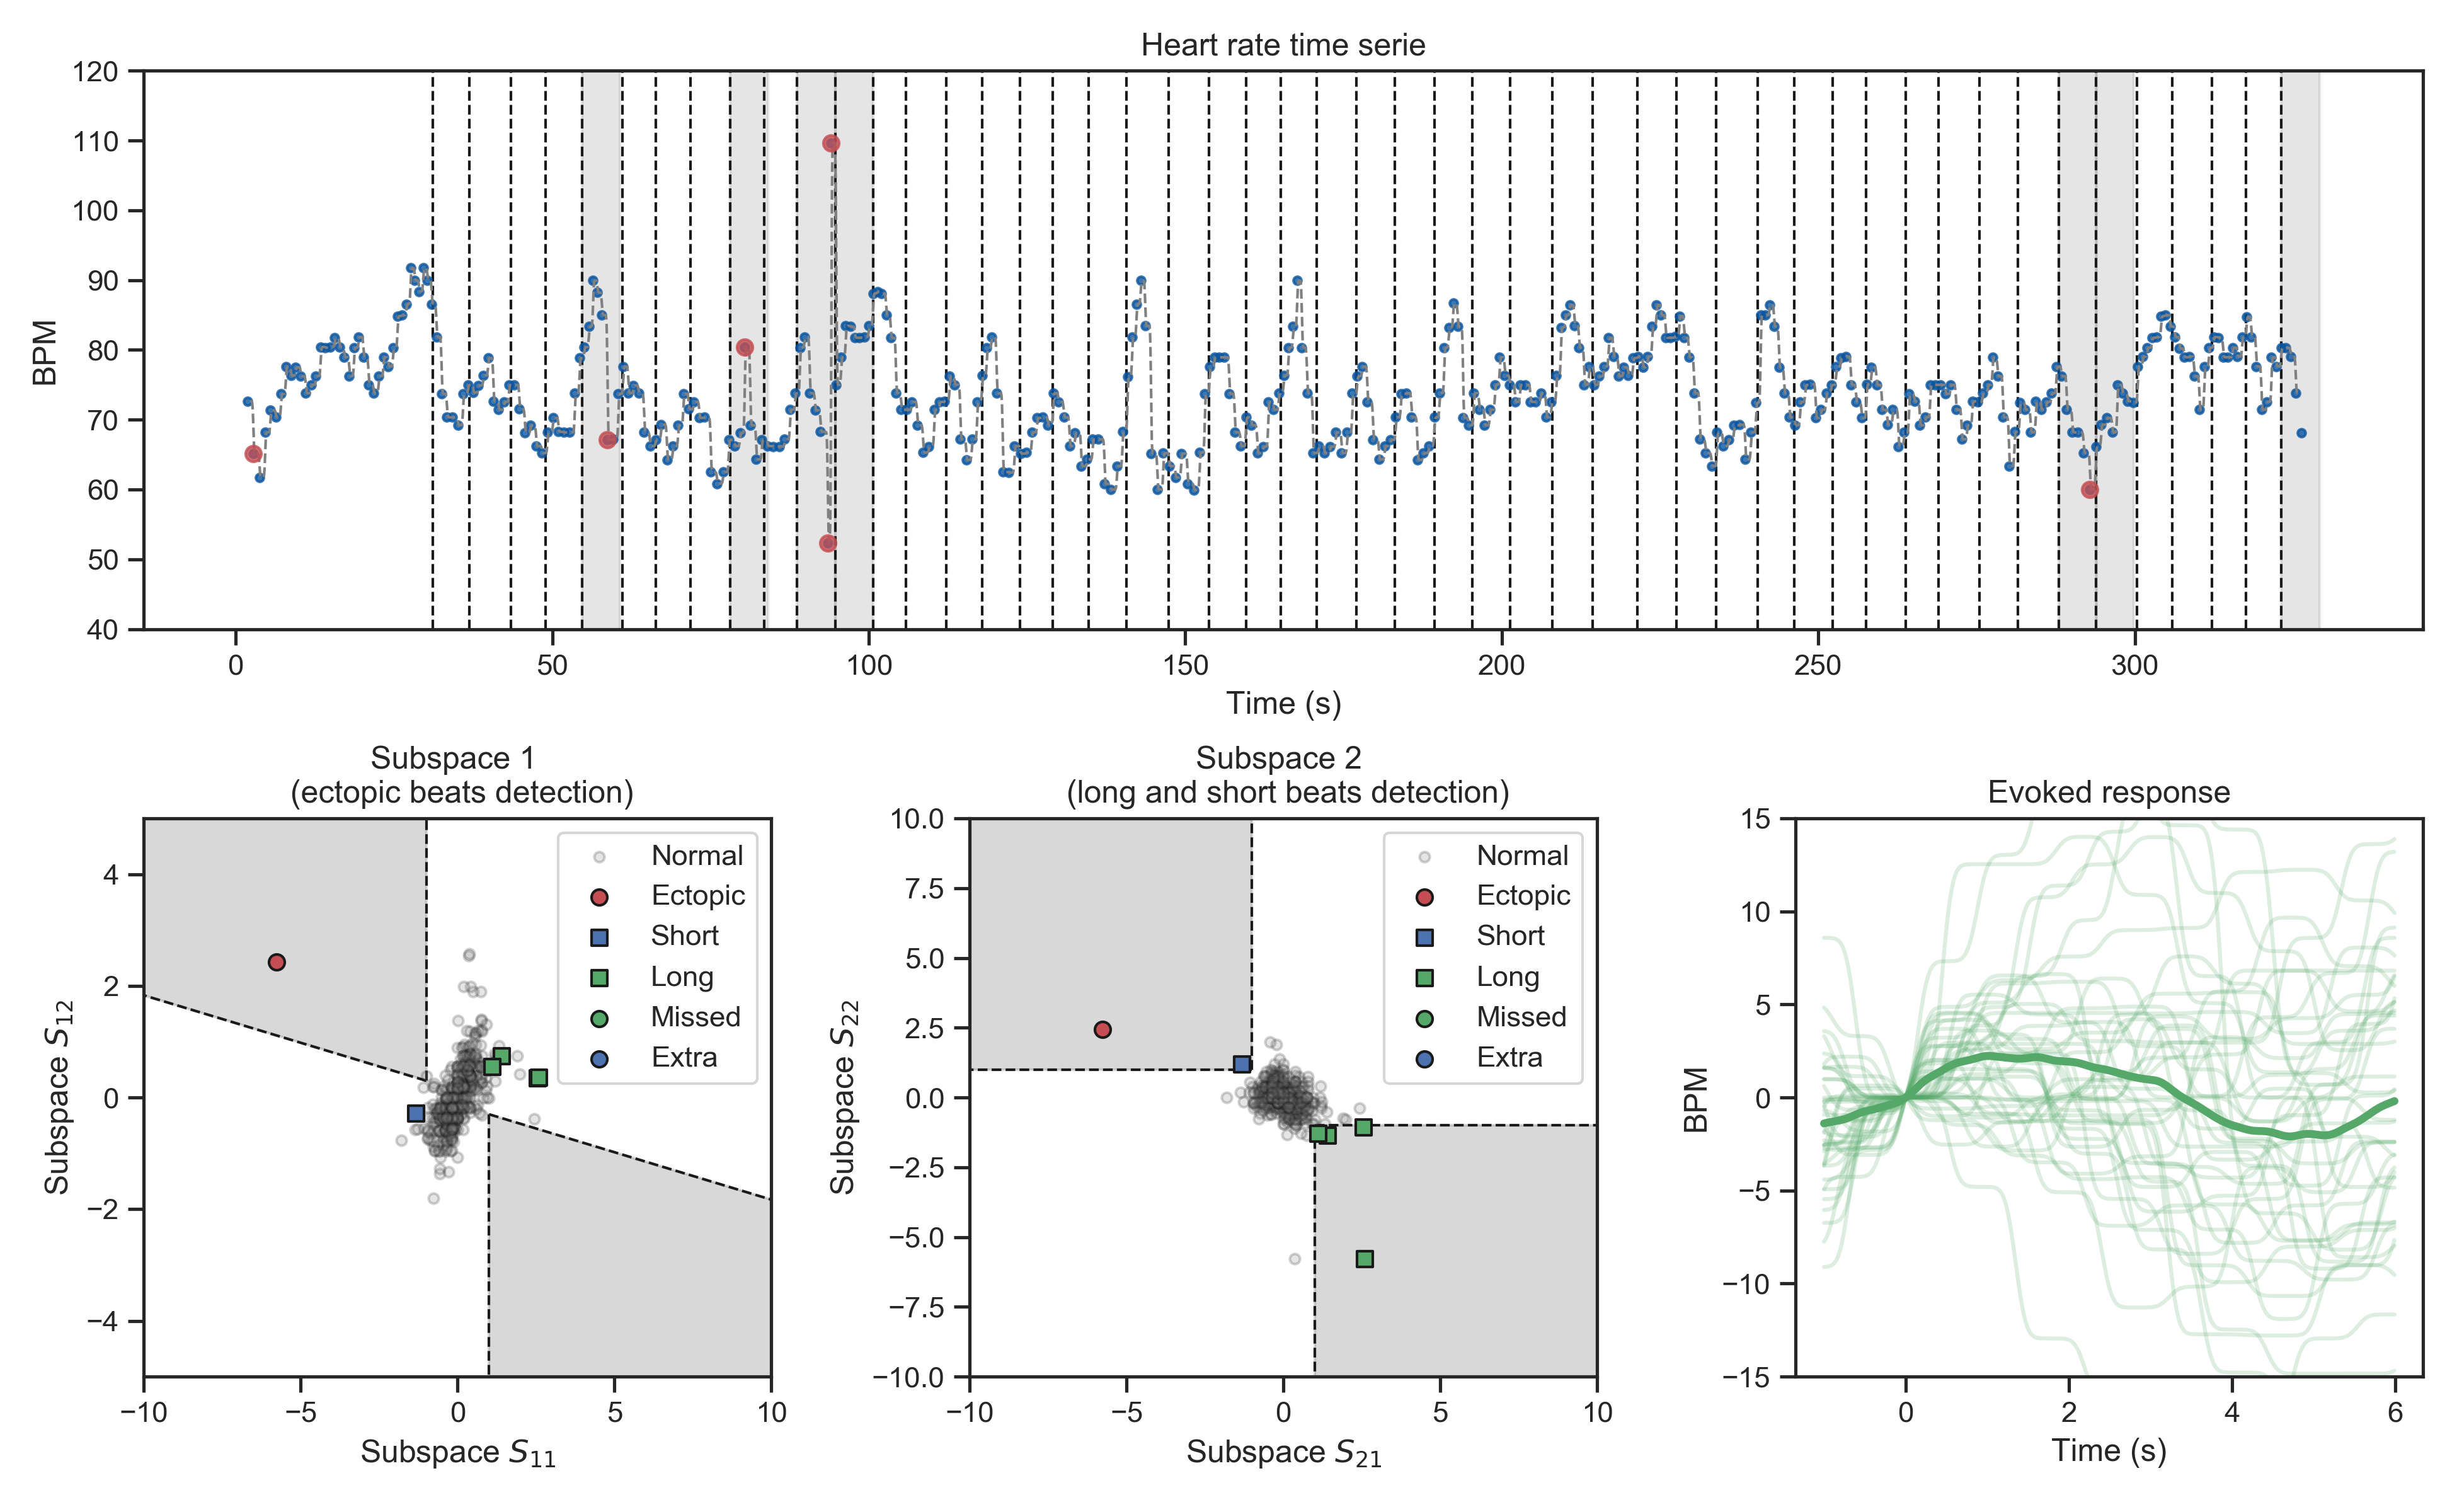 Heart rate time serie
BPM
120
110
100
90
80
70
60
50
40
0 50 100 150 200 250 300
Time (s)
Subspace 1
(ectopic beats detection)
Subspace S12
4
2
0
−2
−4
Normal
Ectopic
Short
Long
Missed
Extra
−10 −5 0 5 10
Subspace S11
Subspace 2
(long and short beats detection)
Subspace S22
10.0
7.5
5.0
2.5
0.0
−2.5
−5.0
−7.5
−10.0
Normal
Ectopic
Short
Long
Missed
Extra
−10 −5 0 5 10
Subspace S21
Evoked response
BPM
15
10
5
0
−5
−10
−15
0 2 4 6
Time (s)